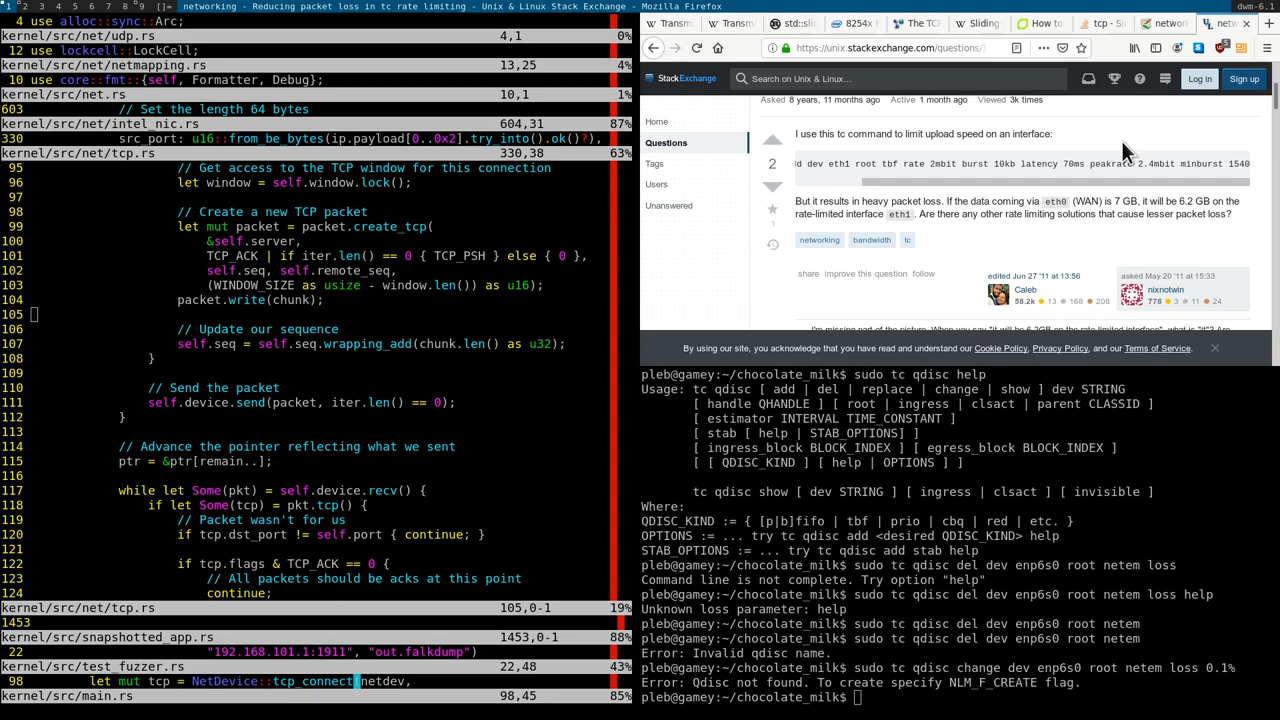 1 2 3 4 5 6 7 8 9 []= networking - Reducing packet loss in tc rate limiting - Unix & Linux Stack Exchange - Mozilla Firefox dwm-6.1
4 use alloc::sync::Arc;
kernel/src/net/udp.rs 4,1 0%
12 use lockcell::LockCell;
kernel/src/net/netmapping.rs 13,25 4%
10 use core::fmt::{self, Formatter, Debug};
kernel/src/net.rs 10,1 1%
603 // Set the length 64 bytes
kernel/src/net/intel_nic.rs 604,31 87%
330 src_port: u16::from_be_bytes(ip.payload[0..0x2].try_into().ok()?),
kernel/src/net/tcp.rs 330,38 63%
95 // Get access to the TCP window for this connection
96 let window = self.window.lock();
97
98 // Create a new TCP packet
99 let mut packet = packet.create_tcp(
100 &self.server,
101 TCP_ACK | if iter.len() == 0 { TCP_PSH } else { 0 },
102 self.seq, self.remote_seq,
103 (WINDOW_SIZE as usize - window.len()) as u16);
104 packet.write(chunk);
105
106 // Update our sequence
107 self.seq = self.seq.wrapping_add(chunk.len() as u32);
108 }
109
110 // Send the packet
111 self.device.send(packet, iter.len() == 0);
112 }
113
114 // Advance the pointer reflecting what we sent
115 ptr = &ptr[remain..];
116
117 while let Some(pkt) = self.device.recv() {
118 if let Some(tcp) = pkt.tcp() {
119 // Packet wasn't for us
120 if tcp.dst_port != self.port { continue; }
121
122 if tcp.flags & TCP_ACK == 0 {
123 // All packets should be acks at this point
124 continue;
kernel/src/net/tcp.rs 105,0-1 19%
1453
kernel/src/snapshotted_app.rs 1453,0-1 88%
22 "192.168.101.1:1911", "out.falkdump")
kernel/src/test_fuzzer.rs 22,48 43%
98 let mut tcp = NetDevice::tcp_connect(netdev,
kernel/src/main.rs 98,45 85%
Transmi Transmi std::slic 8254x The TCP Sliding How to tcp - Sin network netw
https://unix.stackexchange.com/questions/1
StackExchange Search on Unix & Linux… Log in Sign up
Asked 8 years, 11 months ago Active 1 month ago Viewed 3k times
Home
Questions
Tags
Users
Unanswered
I use this tc command to limit upload speed on an interface:
2
dd dev eth1 root tbf rate 2mbit burst 10kb latency 70ms peakrate 2.4mbit minburst 1540
But it results in heavy packet loss. If the data coming via eth0 (WAN) is 7 GB, it will be 6.2 GB on the
rate-limited interface eth1. Are there any other rate limiting solutions that cause lesser packet loss?
1
networking bandwidth tc
share improve this question follow
edited Jun 27 '11 at 13:56
Caleb
58.2k 13 168 208
asked May 20 '11 at 15:33
nixnotwin
778 3 11 24
I'm missing part of the picture. When you say "it will be 6.2GB on the rate limited interface", what is "it"? Are
By using our site, you acknowledge that you have read and understand our Cookie Policy, Privacy Policy, and our Terms of Service.
pleb@gamey:~/chocolate_milk$ sudo tc qdisc help
Usage: tc qdisc [ add | del | replace | change | show ] dev STRING
[ handle QHANDLE ] [ root | ingress | clsact | parent CLASSID ]
[ estimator INTERVAL TIME_CONSTANT ]
[ stab [ help | STAB_OPTIONS] ]
[ ingress_block BLOCK_INDEX ] [ egress_block BLOCK_INDEX ]
[ [ QDISC_KIND ] [ help | OPTIONS ] ]
tc qdisc show [ dev STRING ] [ ingress | clsact ] [ invisible ]
Where:
QDISC_KIND := { [p|b]fifo | tbf | prio | cbq | red | etc. }
OPTIONS := ... try tc qdisc add <desired QDISC_KIND> help
STAB_OPTIONS := ... try tc qdisc add stab help
pleb@gamey:~/chocolate_milk$ sudo tc qdisc del dev enp6s0 root netem loss
Command line is not complete. Try option "help"
pleb@gamey:~/chocolate_milk$ sudo tc qdisc del dev enp6s0 root netem loss help
Unknown loss parameter: help
pleb@gamey:~/chocolate_milk$ sudo tc qdisc del dev enp6s0 root netem
pleb@gamey:~/chocolate_milk$ sudo tc qdisc del dev enp6s0 root netem
Error: Invalid qdisc name.
pleb@gamey:~/chocolate_milk$ sudo tc qdisc change dev enp6s0 root netem loss 0.1%
Error: Qdisc not found. To create specify NLM_F_CREATE flag.
pleb@gamey:~/chocolate_milk$